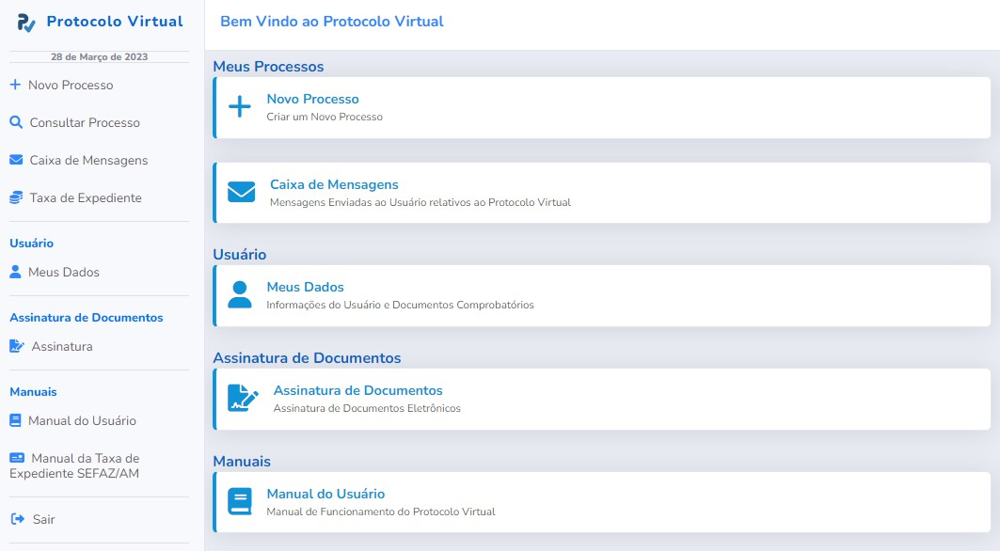 Protocolo Virtual
28 de Março de 2023
Novo Processo
Consultar Processo
Caixa de Mensagens
Taxa de Expediente
Usuário
Meus Dados
Assinatura de Documentos
Assinatura
Manuais
Manual do Usuário
Manual da Taxa de
Expediente SEFAZ/AM
Sair
Bem Vindo ao Protocolo Virtual
Meus Processos
Novo Processo
Criar um Novo Processo
Caixa de Mensagens
Mensagens Enviadas ao Usuário relativos ao Protocolo Virtual
Usuário
Meus Dados
Informações do Usuário e Documentos Comprobatórios
Assinatura de Documentos
Assinatura de Documentos
Assinatura de Documentos Eletrônicos
Manuais
Manual do Usuário
Manual de Funcionamento do Protocolo Virtual